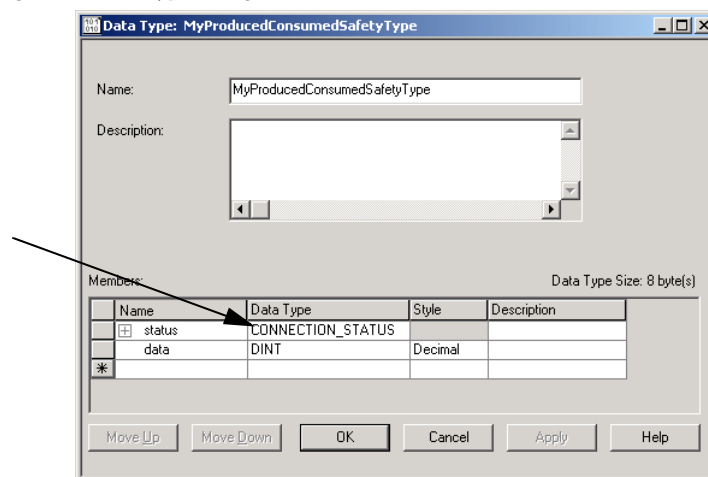 Data Type: MyProducedConsumedSafetyType
Name: MyProducedConsumedSafetyType
Description:
Members: Data Type Size: 8 byte(s)
Name Data Type Style Description
status CONNECTION_STATUS
data DINT Decimal
Move Up Move Down OK Cancel Apply Help